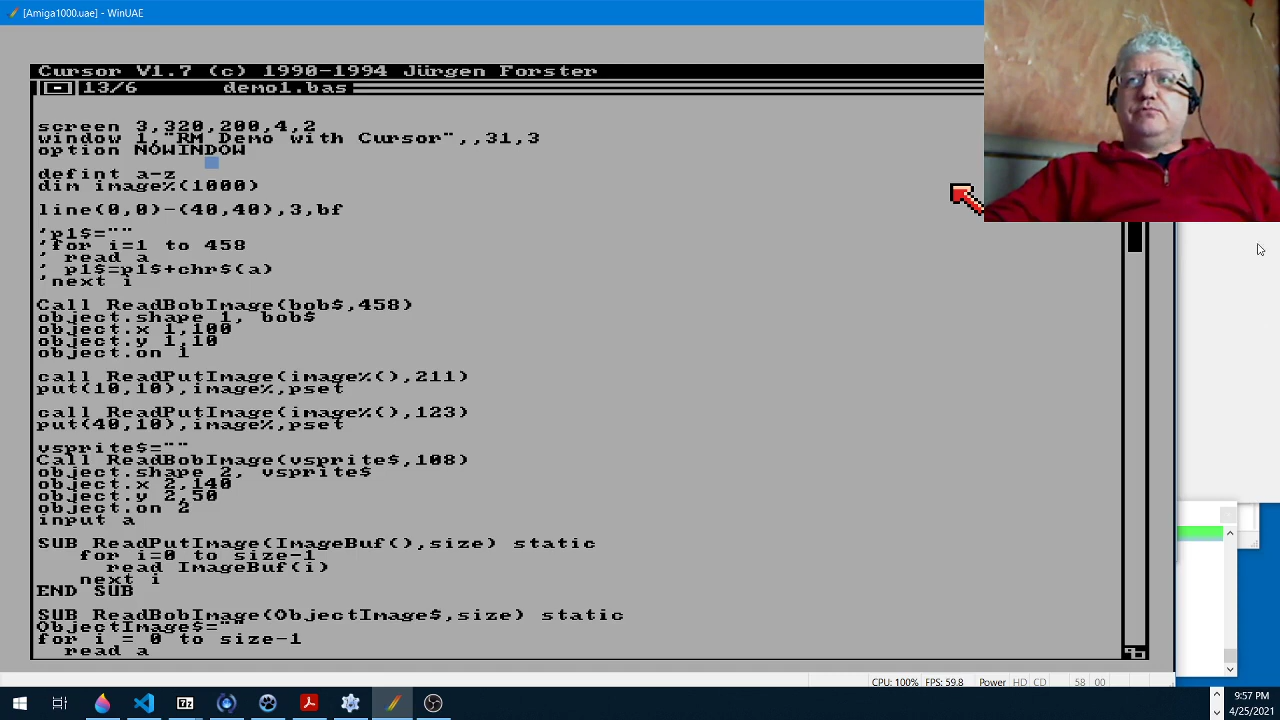 [Amiga1000.uae] - WinUAE
Cursor V1.7 (c) 1990-1994 Jürgen Forster
13/6 demo1.bas
screen 3,320,200,4,2
window 1,"RM Demo with Cursor",,31,3
option NOWINDOW
defint a-z
dim image%(1000)
line(0,0)-(40,40),3,bf
'p1$=""
'for i=1 to 458
' read a
' p1$=p1$+chr$(a)
'next i
Call ReadBobImage(bob$,458)
object.shape 1, bob$
object.x 1,100
object.y 1,10
object.on 1
call ReadPutImage(image%(),211)
put(10,10),image%,pset
call ReadPutImage(image%(),123)
put(40,10),image%,pset
vsprite$=""
Call ReadBobImage(vsprite$,108)
object.shape 2, vsprite$
object.x 2,140
object.y 2,50
object.on 2
input a
SUB ReadPutImage(ImageBuf(),size) static
for i=0 to size-1
read ImageBuf(i)
next i
END SUB
SUB ReadBobImage(ObjectImage$,size) static
ObjectImage$=""
for i = 0 to size-1
read a
CPU: 100% FPS: 59.8 Power HD CD 58 00
7z
9:57 PM
4/25/2021